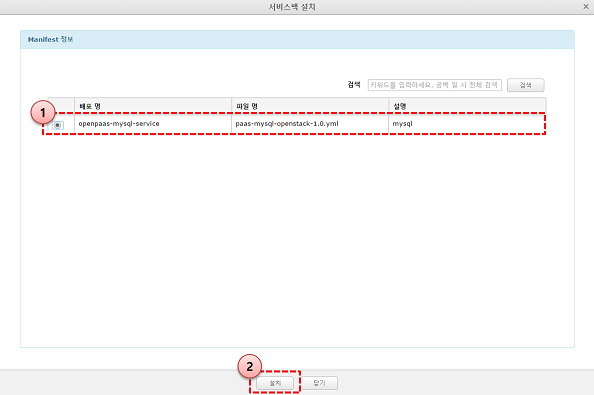 서비스팩 설치
Manifest 정보
검색 키워드를 입력하세요. 공백 일 시 전체 검색 검색
배포 명 파일 명 설명
1
openpaas-mysql-service paas-mysql-openstack-1.0.yml mysql
2
설치 닫기